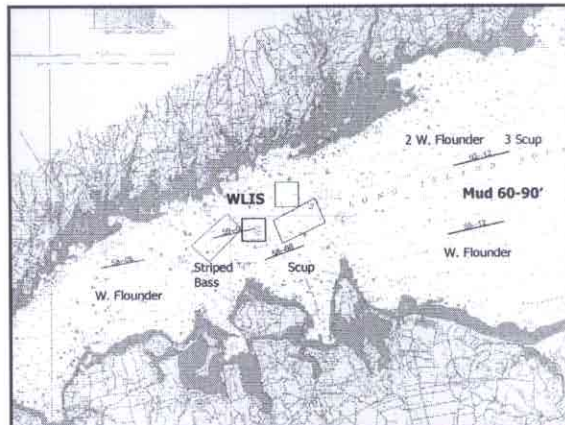 2 W. Flounder 3 Scup
Mud 60-90'
WLIS
W. Flounder
Striped
Bass
Scup
W. Flounder